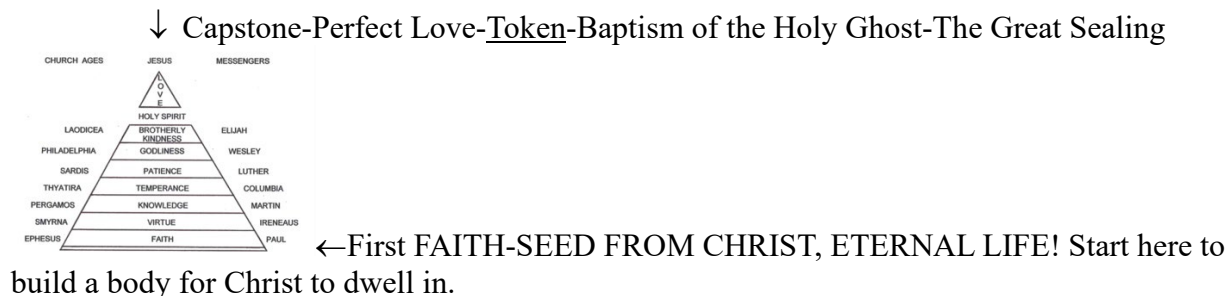 ↓ Capstone-Perfect Love-Token-Baptism of the Holy Ghost-The Great Sealing
CHURCH AGES JESUS MESSENGERS
LOVE
HOLY SPIRIT
LAODICEA BROTHERLY KINDNESS ELIJAH
PHILADELPHIA GODLINESS WESLEY
SARDIS PATIENCE LUTHER
THYATIRA TEMPERANCE COLUMBIA
PERGAMOS KNOWLEDGE MARTIN
SMYRNA VIRTUE IRENEAUS
EPHESUS FAITH PAUL
←First FAITH-SEED FROM CHRIST, ETERNAL LIFE! Start here to
build a body for Christ to dwell in.